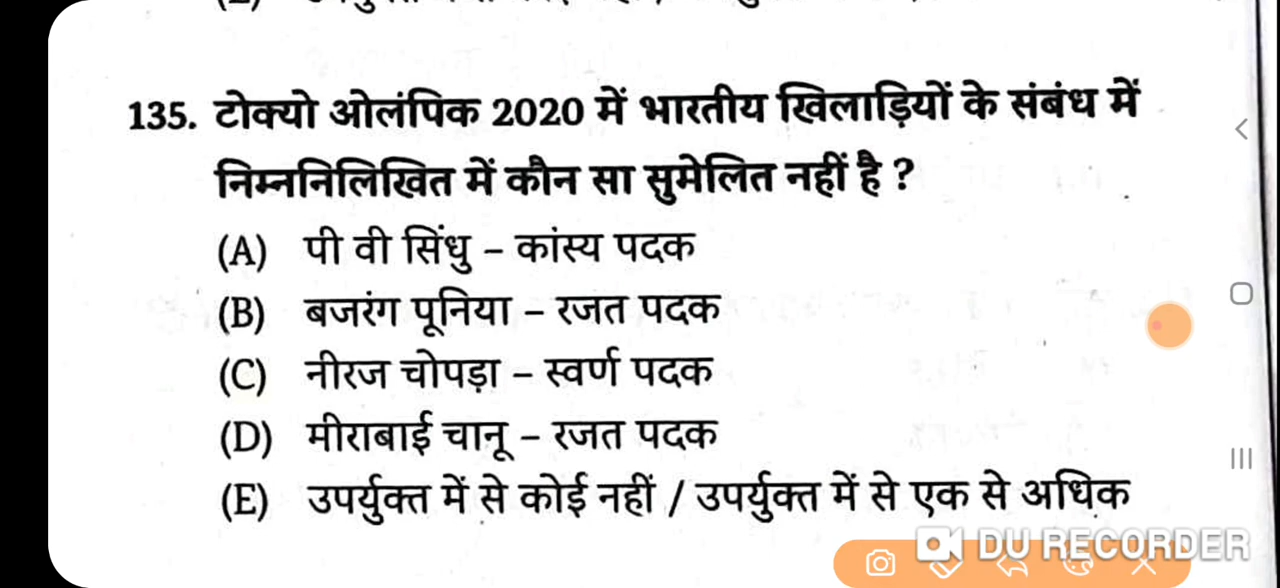 135. टोक्यो ओलंपिक 2020 में भारतीय खिलाड़ियों के संबंध में
निम्ननिलिखित में कौन सा सुमेलित नहीं है ?
(A) पी वी सिंधु – कांस्य पदक
(B) बजरंग पूनिया – रजत पदक
(C) नीरज चोपड़ा – स्वर्ण पदक
(D) मीराबाई चानू – रजत पदक
(E) उपर्युक्त में से कोई नहीं / उपर्युक्त में से एक से अधिक
DU RECORDER